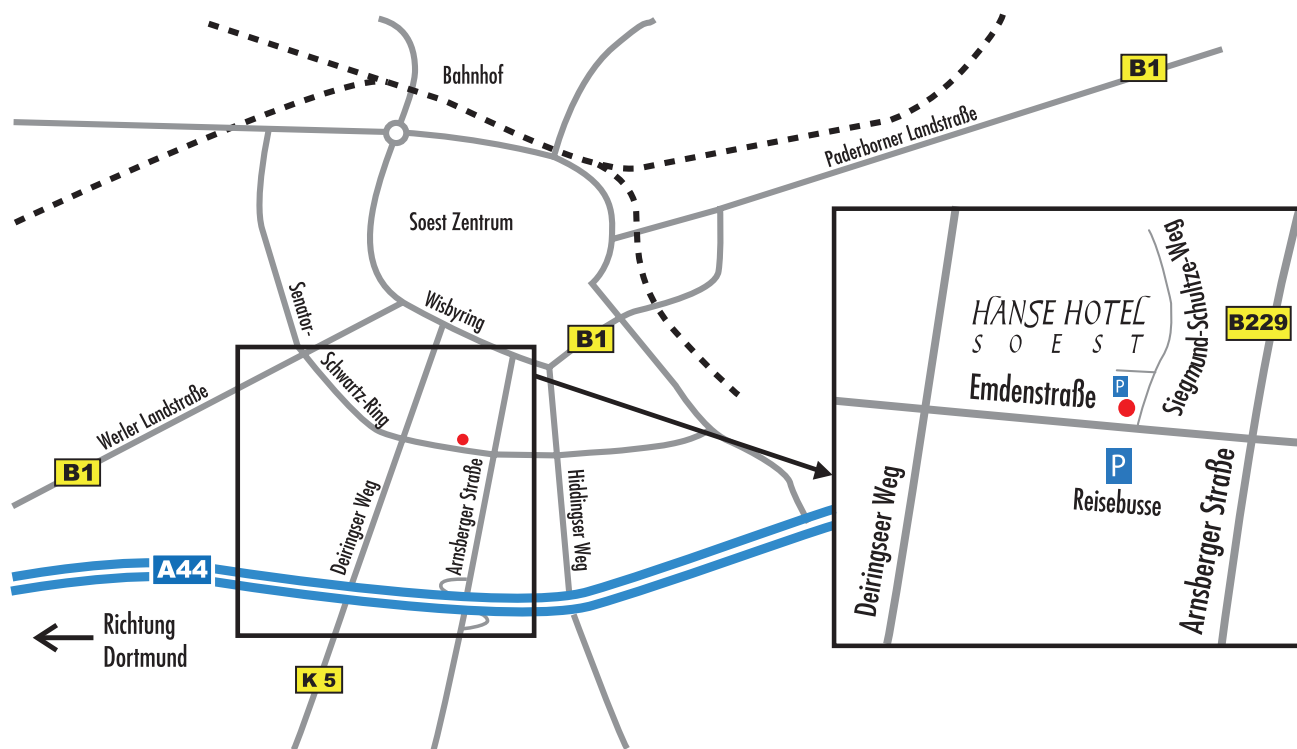 Bahnhof
B1
Paderborner Landstraße
Soest Zentrum
Senator-
Schwartz-Ring
Wisbyring
B1
Werler Landstraße
B1
Deiringser Weg
Arnsberger Straße
Hiddingser Weg
A44
Richtung
Dortmund
K 5
HANSE HOTEL
SOEST
Siegmund-Schultze-Weg
B229
P
Emdenstraße
P
Reisebusse
Deiringseer Weg
Arnsberger Straße